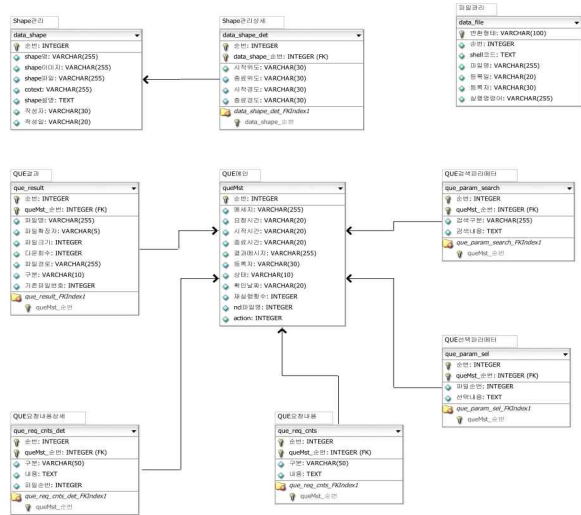 Shape관리
data_shape
순번: INTEGER
shape명: VARCHAR(255)
shape이미지: VARCHAR(255)
shape파일: VARCHAR(255)
cotext: VARCHAR(255)
shape설명: TEXT
작성자: VARCHAR(30)
작성일: VARCHAR(20)
Shape관리상세
data_shape_det
순번: INTEGER
data_shape_순번: INTEGER (FK)
시작위도: VARCHAR(30)
종료위도: VARCHAR(30)
시작경도: VARCHAR(30)
종료경도: VARCHAR(30)
data_shape_det_FKIndex1
data_shape_순번
파일관리
data_file
변환형태: VARCHAR(100)
순번: INTEGER
shell코드: TEXT
파일명: VARCHAR(255)
등록일: VARCHAR(20)
등록자: VARCHAR(30)
실행명령어: VARCHAR(255)
QUE결과
que_result
순번: INTEGER
queMst_순번: INTEGER (FK)
파일명: VARCHAR(255)
파일확장자: VARCHAR(5)
파일크기: INTEGER
다운횟수: INTEGER
파일경로: VARCHAR(255)
구분: VARCHAR(10)
기존파일번호: INTEGER
que_result_FKIndex1
queMst_순번
QUE메인
queMst
순번: INTEGER
메세지: VARCHAR(255)
요청시간: VARCHAR(20)
시작시간: VARCHAR(20)
종료시간: VARCHAR(20)
결과메시지: VARCHAR(255)
등록자: VARCHAR(30)
상태: VARCHAR(10)
확인날짜: VARCHAR(20)
재실행횟수: INTEGER
nd파일명: INTEGER
action: INTEGER
QUE검색파라메터
que_param_search
순번: INTEGER
queMst_순번: INTEGER (FK)
검색구분: VARCHAR(255)
검색내용: TEXT
que_param_search_FKIndex1
queMst_순번
QUE선택파라메터
que_param_sel
순번: INTEGER
queMst_순번: INTEGER (FK)
파일순번: INTEGER
선택내용: TEXT
que_param_sel_FKIndex1
queMst_순번
QUE요청내용상세
que_req_cnts_det
순번: INTEGER
queMst_순번: INTEGER (FK)
구분: VARCHAR(50)
내용: TEXT
파일순번: INTEGER
que_req_cnts_det_FKIndex1
queMst_순번
QUE요청내용
que_req_cnts
순번: INTEGER
queMst_순번: INTEGER (FK)
구분: VARCHAR(50)
내용: TEXT
que_req_cnts_FKIndex1
queMst_순번